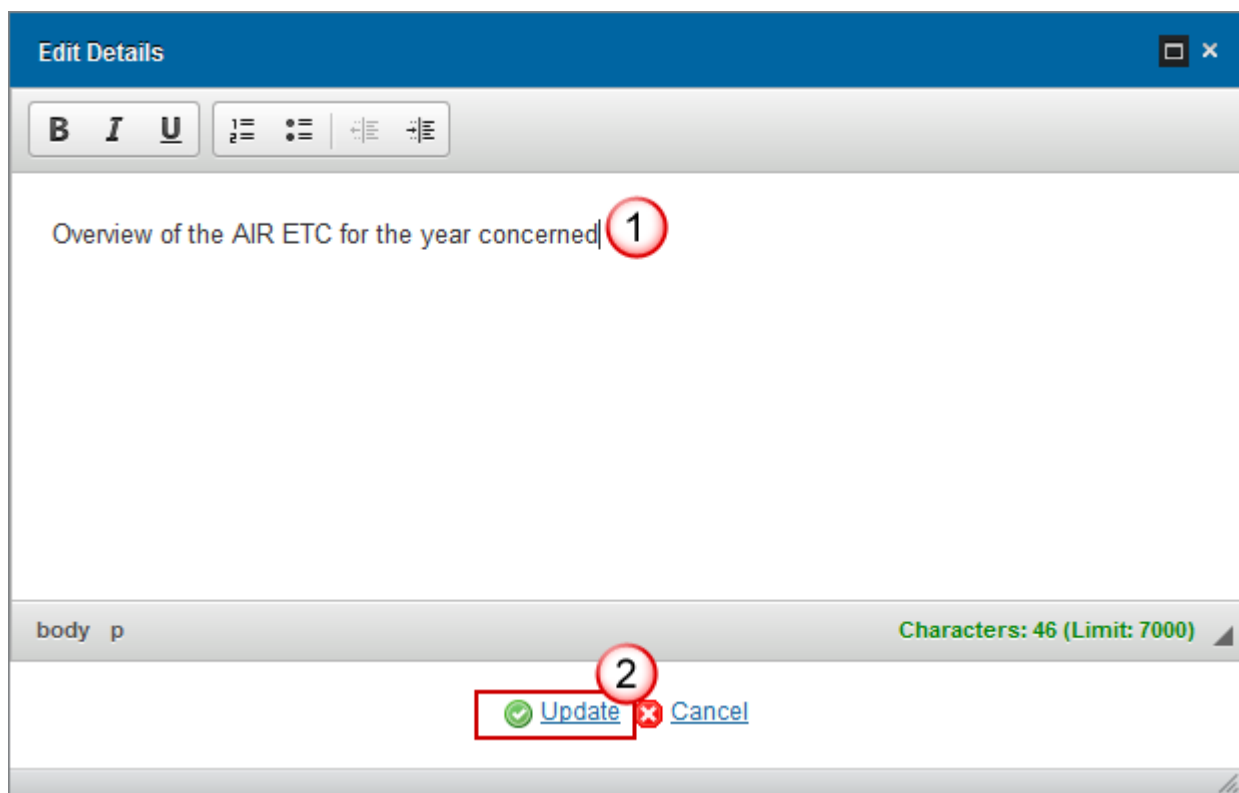 Edit Details
B I U
Overview of the AIR ETC for the year concerned 1
body p Characters: 46 (Limit: 7000)
2
Update Cancel